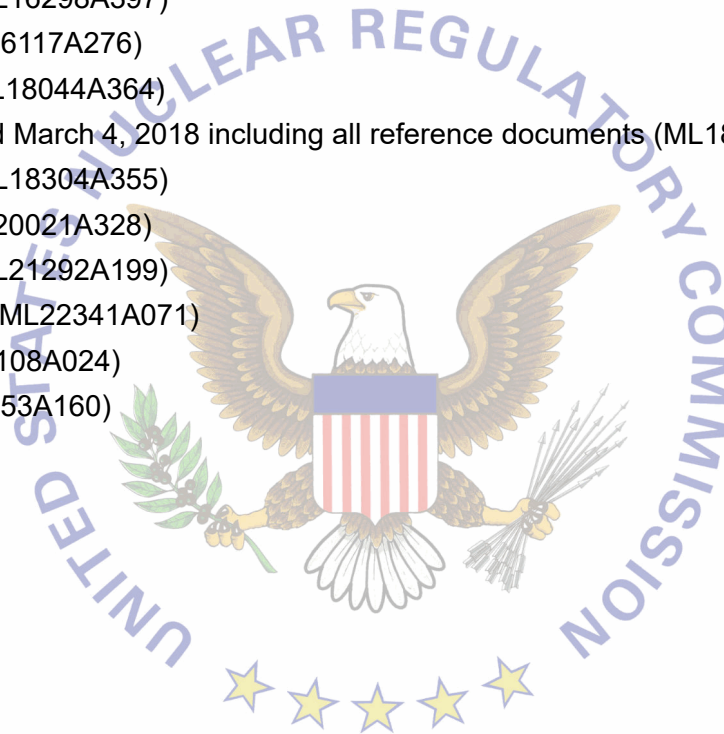 L16298A397)
6117A276)
L18044A364)
d March 4, 2018 including all reference documents (ML18
L18304A355)
20021A328)
L21292A199)
(ML22341A071)
108A024)
53A160)
UNITED STATES NUCLEAR REGULATORY COMMISSION